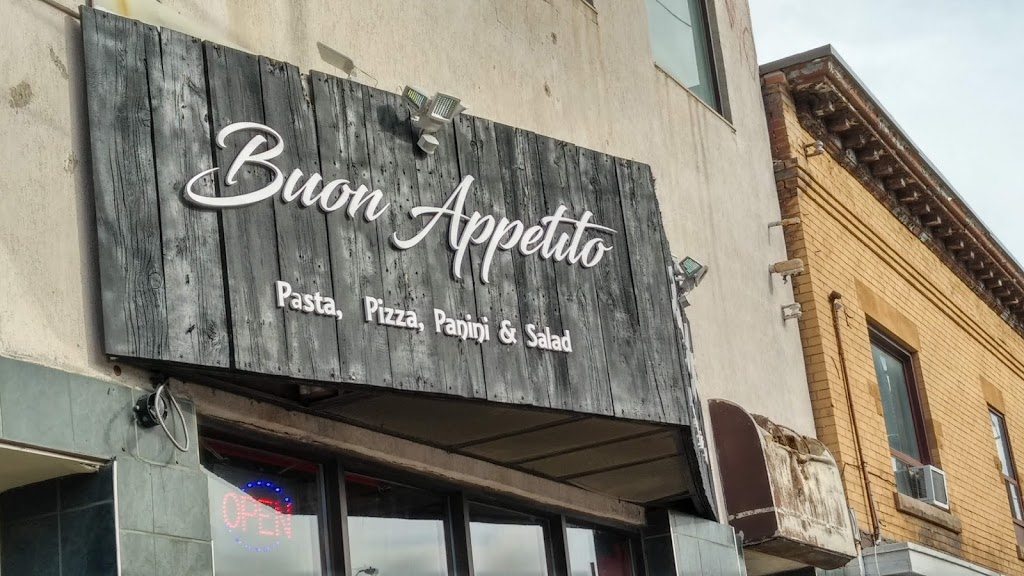 Buon Appetito
Pasta, Pizza, Panini & Salad
OPEN